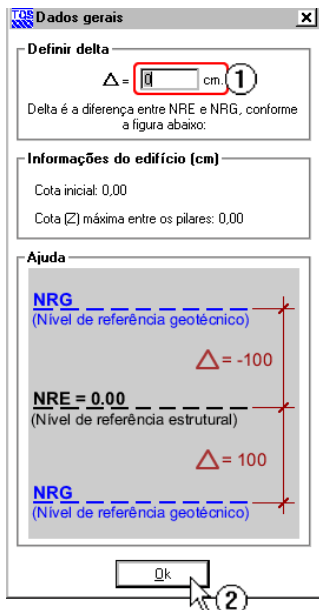 TQS Dados gerais
Definir delta
Δ = 0 cm. 1
Delta é a diferença entre NRE e NRG, conforme
a figura abaixo:
Informações do edifício (cm)
Cota inicial: 0,00
Cota (Z) máxima entre os pilares: 0,00
Ajuda
NRG
(Nível de referência geotécnico)
Δ = -100
NRE = 0.00
(Nível de referência estrutural)
Δ = 100
NRG
(Nível de referência geotécnico)
Ok
2